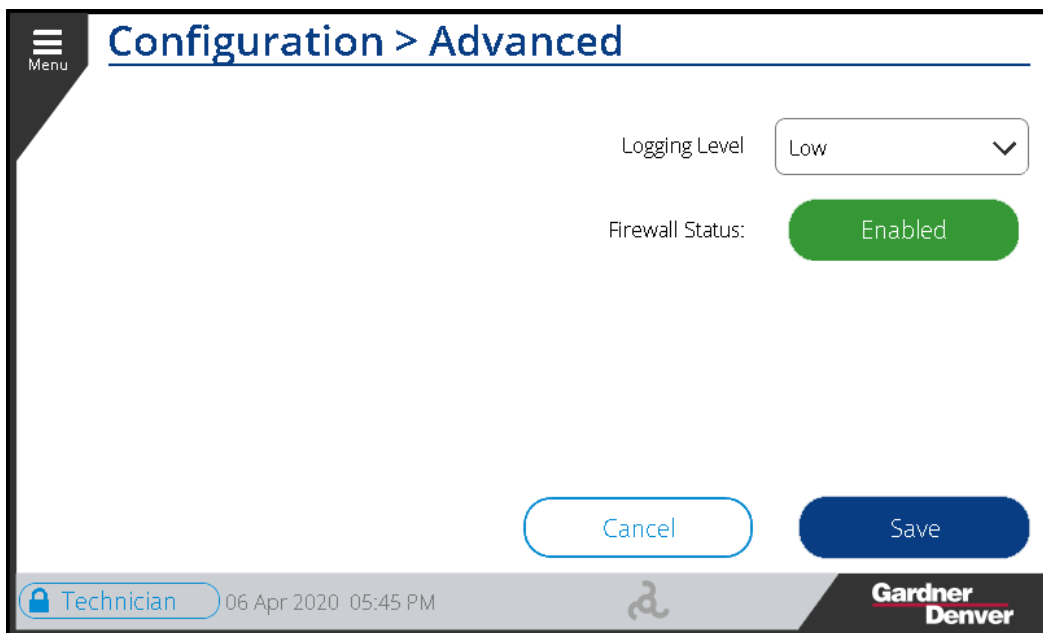 Configuration > Advanced
Menu
Logging Level
Low
Firewall Status:
Enabled
Cancel
Save
Technician
06 Apr 2020 05:45 PM
Gardner
Denver